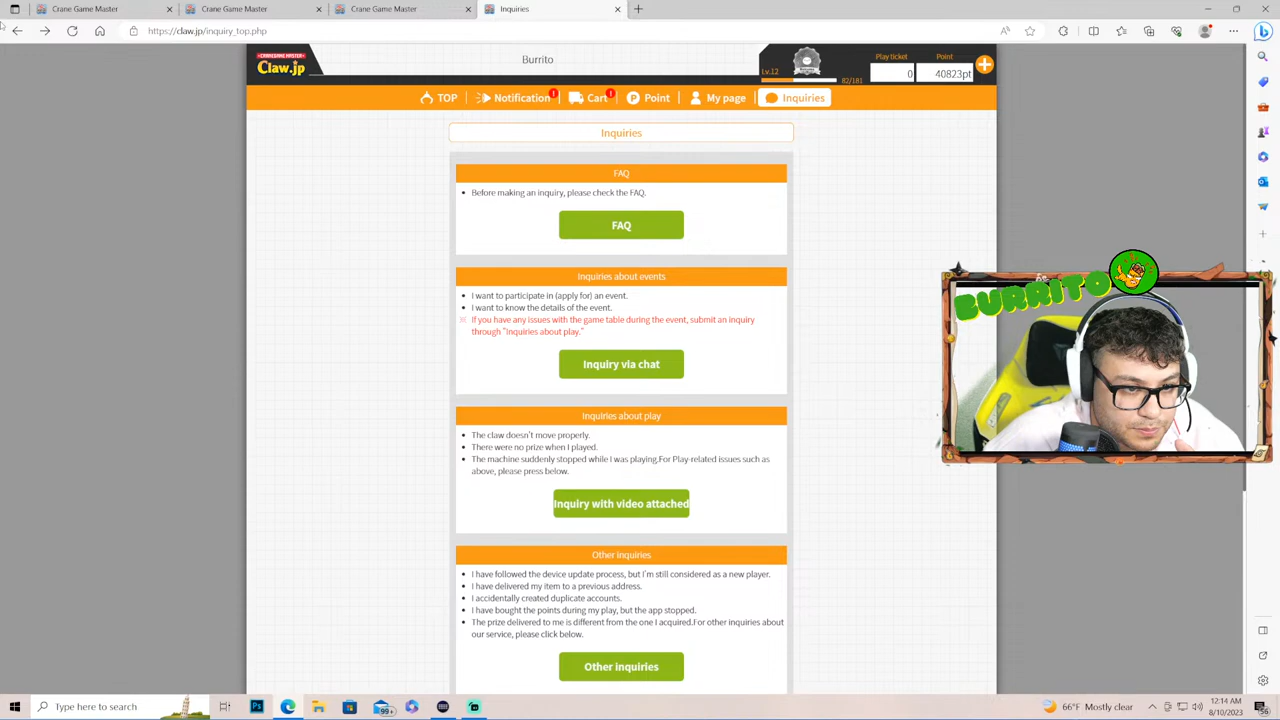 Crane Game Master
Crane Game Master
Crane Game Master
Inquiries
https://claw.jp/inquiry_top.php
Claw.jp
Burrito
Lv.12
82/181
Play ticket
0
Point
40823pt
TOP
Notification
Cart
Point
My page
Inquiries
Inquiries
FAQ
Before making an inquiry, please check the FAQ.
FAQ
Inquiries about events
I want to participate in (apply for) an event.
I want to know the details of the event.
If you have any issues with the game table during the event, submit an inquiry
through "Inquiries about play."
Inquiry via chat
Inquiries about play
The claw doesn't move properly.
There were no prize when I played.
The machine suddenly stopped while I was playing.For Play-related issues such as
above, please press below.
Inquiry with video attached
Other inquiries
I have followed the device update process, but I'm still considered as a new player.
I have delivered my item to a previous address.
I accidentally created duplicate accounts.
I have bought the points during my play, but the app stopped.
The prize delivered to me is different from the one I acquired.For other inquiries about
our service, please click below.
Other inquiries
BURRITO
Type here to search
99+
66°F Mostly clear
12:14 AM
8/10/2023